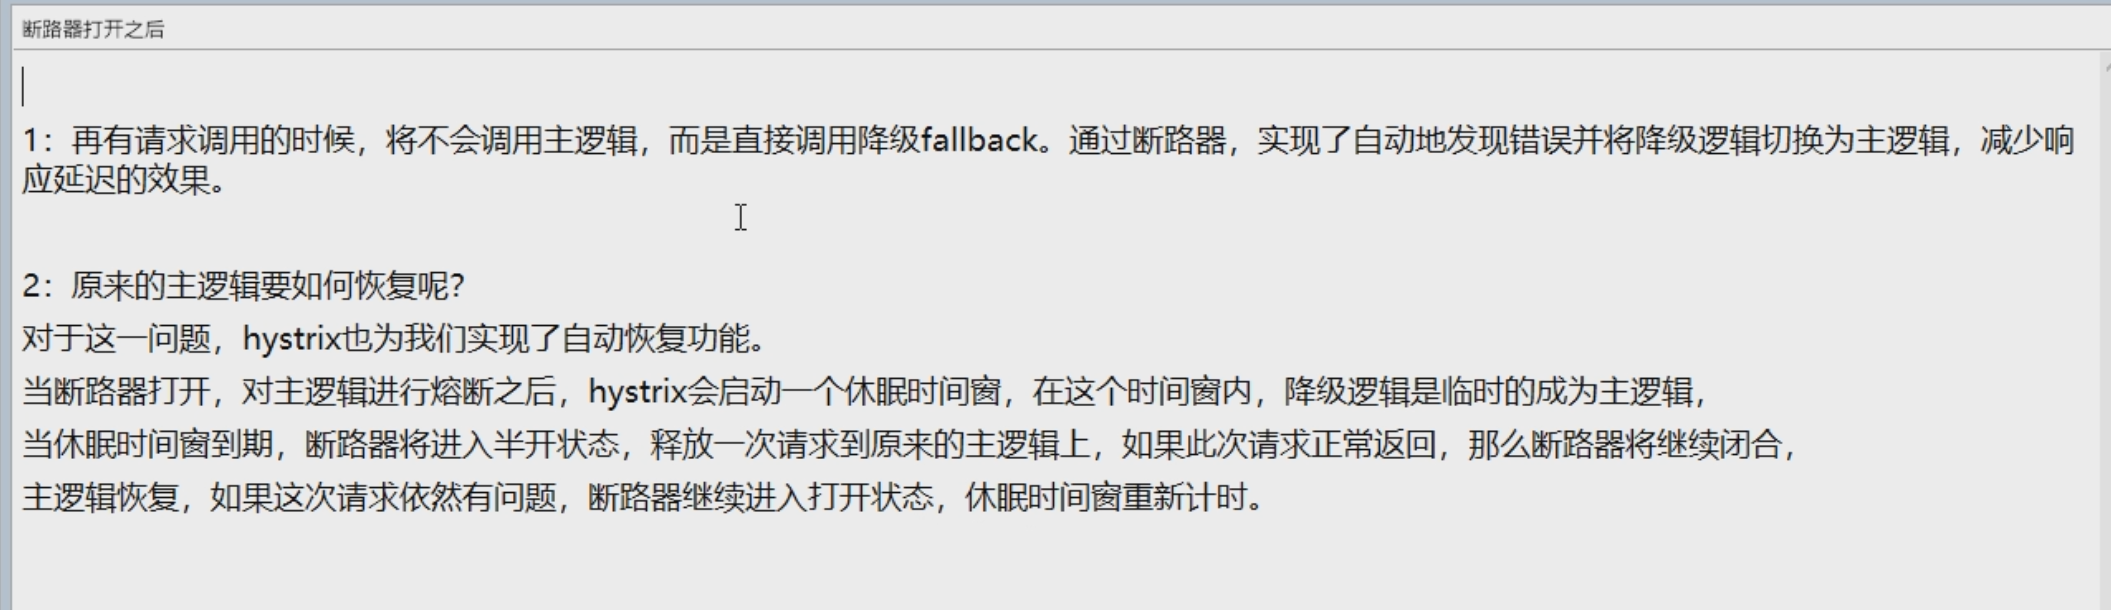 断路器打开之后
1：再有请求调用的时候，将不会调用主逻辑，而是直接调用降级fallback。通过断路器，实现了自动地发现错误并将降级逻辑切换为主逻辑，减少响
应延迟的效果。
2：原来的主逻辑要如何恢复呢？
对于这一问题，hystrix也为我们实现了自动恢复功能。
当断路器打开，对主逻辑进行熔断之后，hystrix会启动一个休眠时间窗，在这个时间窗内，降级逻辑是临时的成为主逻辑，
当休眠时间窗到期，断路器将进入半开状态，释放一次请求到原来的主逻辑上，如果此次请求正常返回，那么断路器将继续闭合，
主逻辑恢复，如果这次请求依然有问题，断路器继续进入打开状态，休眠时间窗重新计时。